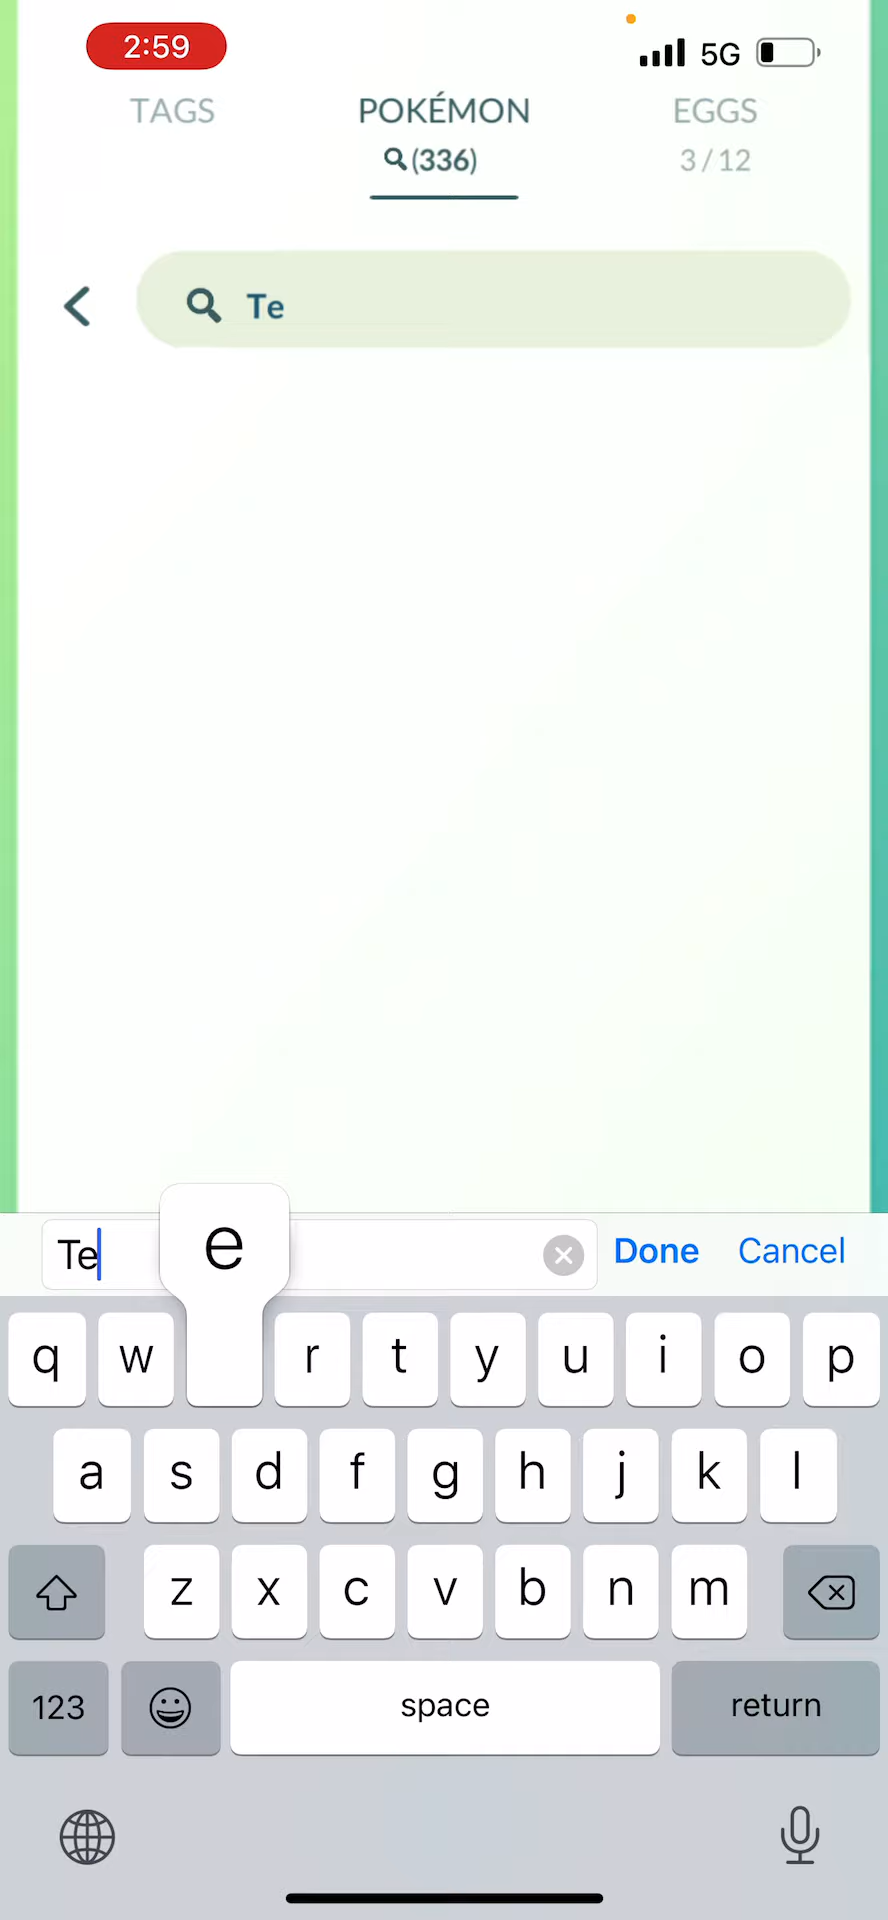 2:59 5G
TAGS POKÉMON EGGS
(336) 3/12
Te
Te e Done Cancel
q w r t y u i o p
a s d f g h j k l
z x c v b n m
123 space return